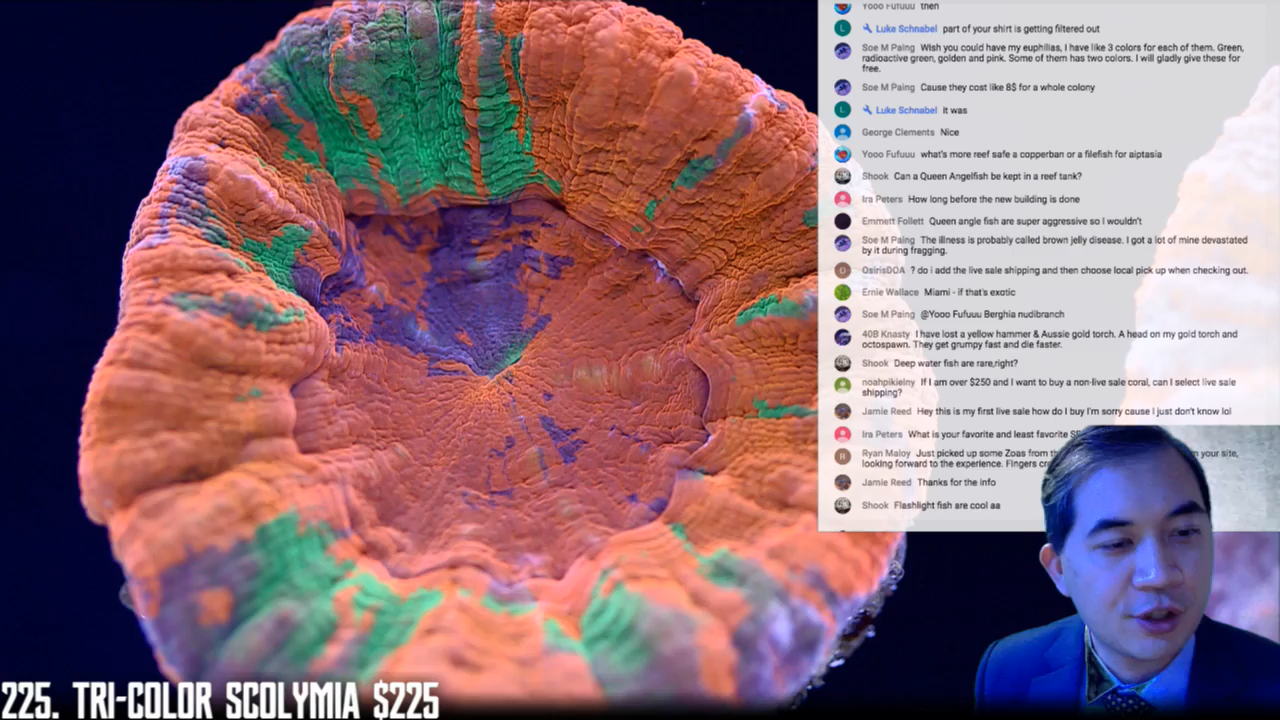 Yooo Fufuuu then
L Luke Schnabel part of your shirt is getting filtered out
Soe M Paing Wish you could have my euphilias, I have like 3 colors for each of them. Green,
radioactive green, golden and pink. Some of them has two colors. I will gladly give these for
free.
Soe M Paing Cause they cost like 8$ for a whole colony
L Luke Schnabel it was
George Clements Nice
Yooo Fufuuu what's more reef safe a copperban or a filefish for aiptasia
Shook Can a Queen Angelfish be kept in a reef tank?
Ira Peters How long before the new building is done
Emmett Follett Queen angle fish are super aggressive so I wouldn't
Soe M Paing The illness is probably called brown jelly disease. I got a lot of mine devastated
by it during fragging.
O OsirisDOA ? do i add the live sale shipping and then choose local pick up when checking out.
Ernie Wallace Miami - if that's exotic
Soe M Paing @Yooo Fufuuu Berghia nudibranch
40B Knasty I have lost a yellow hammer & Aussie gold torch. A head on my gold torch and
octospawn. They get grumpy fast and die faster.
Shook Deep water fish are rare,right?
noahpikielny If I am over $250 and I want to buy a non-live sale coral, can I select live sale
shipping?
Jamie Reed Hey this is my first live sale how do I buy I'm sorry cause I just don't know lol
Ira Peters What is your favorite and least favorite
R Ryan Maloy Just picked up some Zoas from your site,
looking forward to the experience. Fingers
Jamie Reed Thanks for the info
Shook Flashlight fish are cool aa
225. TRI-COLOR SCOLYMIA $225